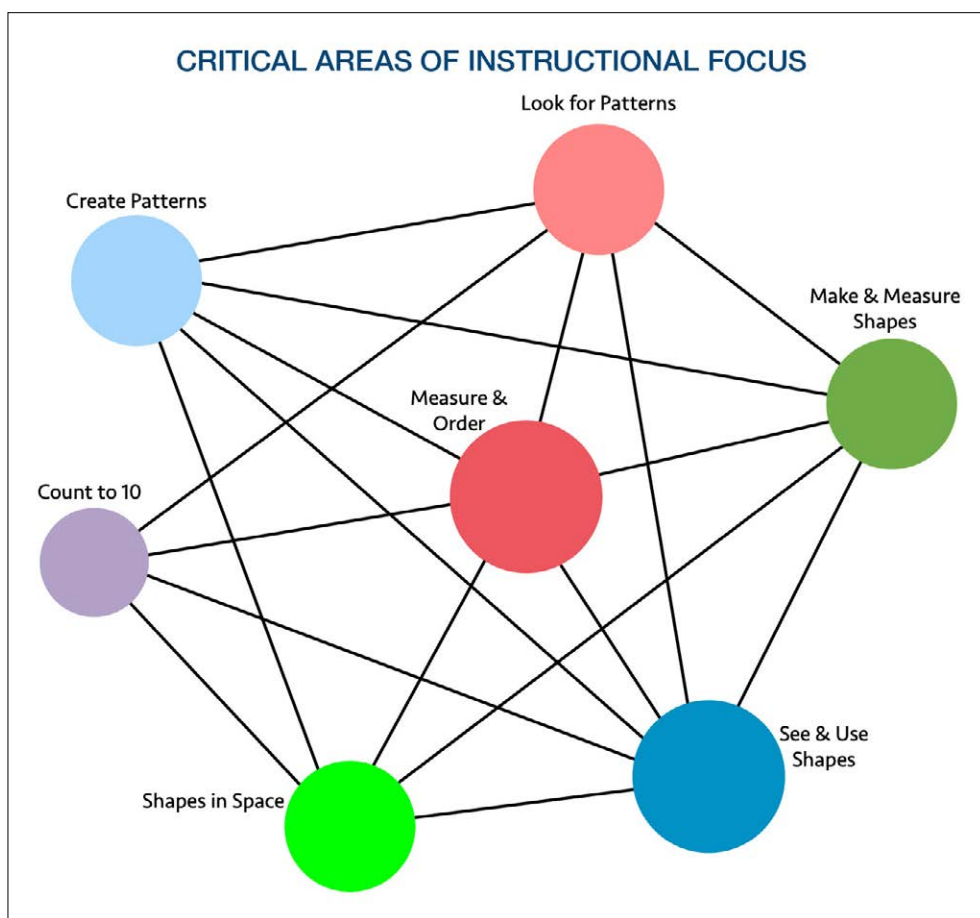 CRITICAL AREAS OF INSTRUCTIONAL FOCUS
Look for Patterns
Create Patterns
Make & Measure
Shapes
Measure &
Order
Count to 10
See & Use
Shapes
Shapes in Space